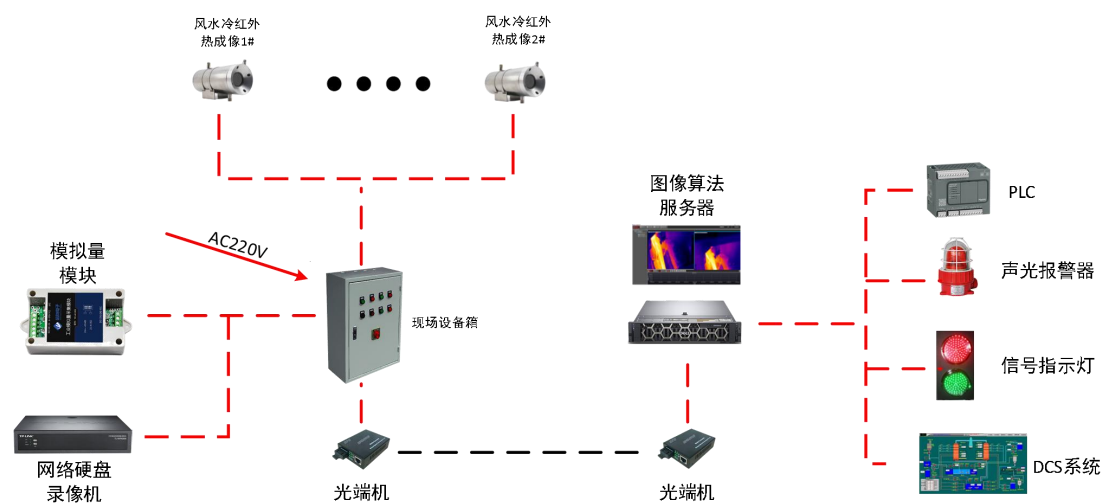 风水冷红外
热成像1#
风水冷红外
热成像2#
图像算法
服务器
PLC
AC220V
模拟量
模块
声光报警器
现场设备箱
信号指示灯
网络硬盘
录像机
光端机
光端机
DCS系统